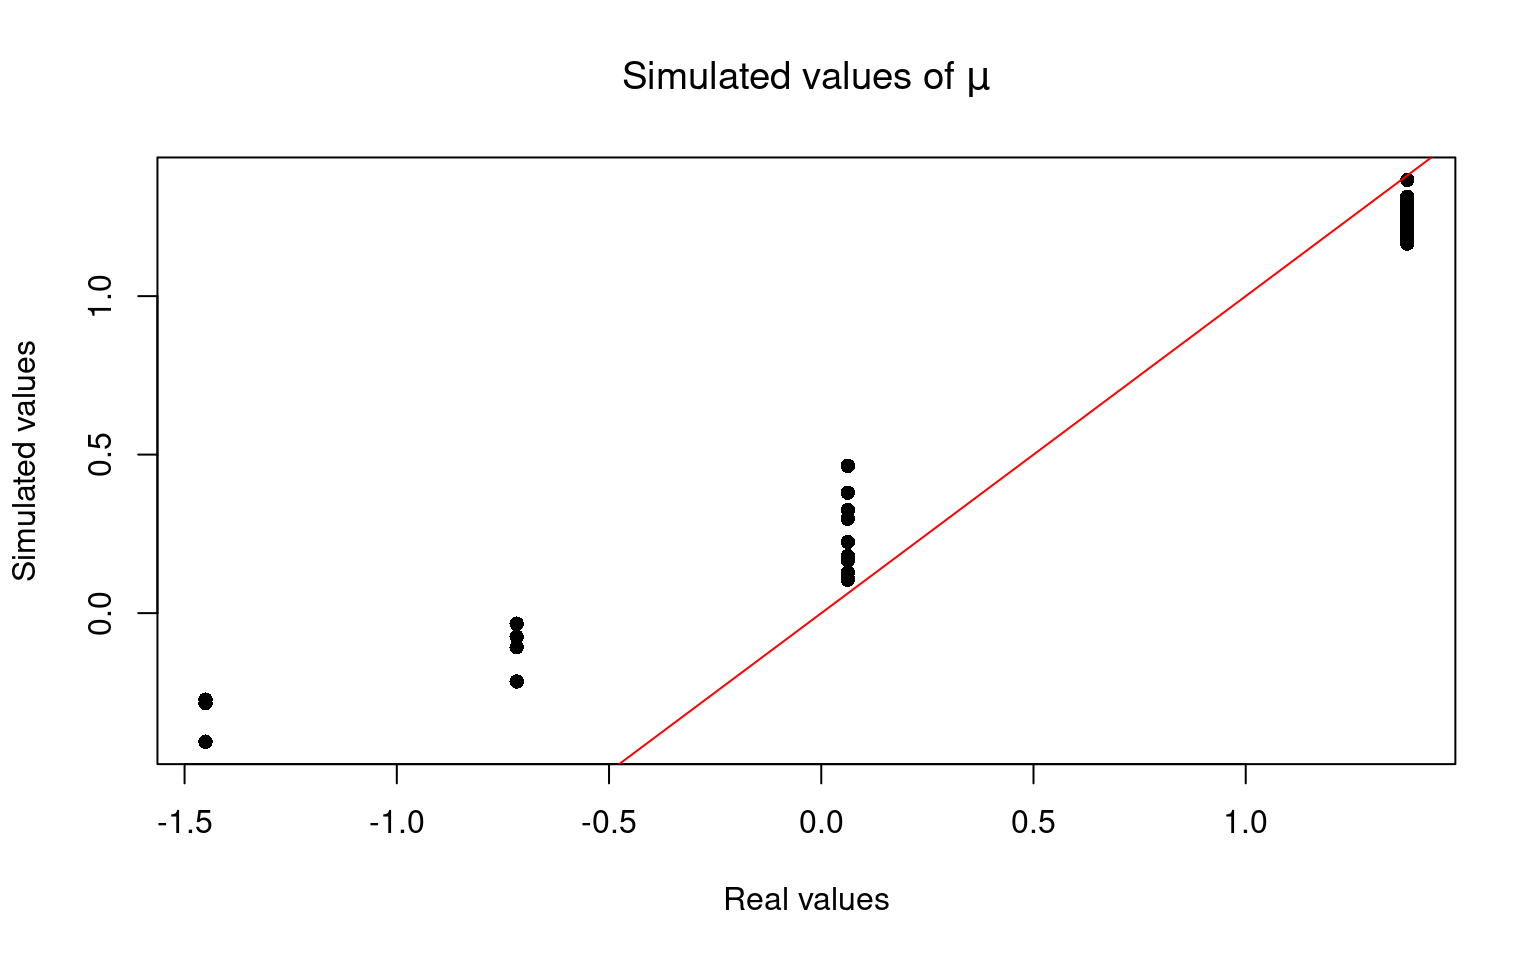 Simulated values of μ
Simulated values
1.0
0.5
0.0
-1.5 -1.0 -0.5 0.0 0.5 1.0
Real values